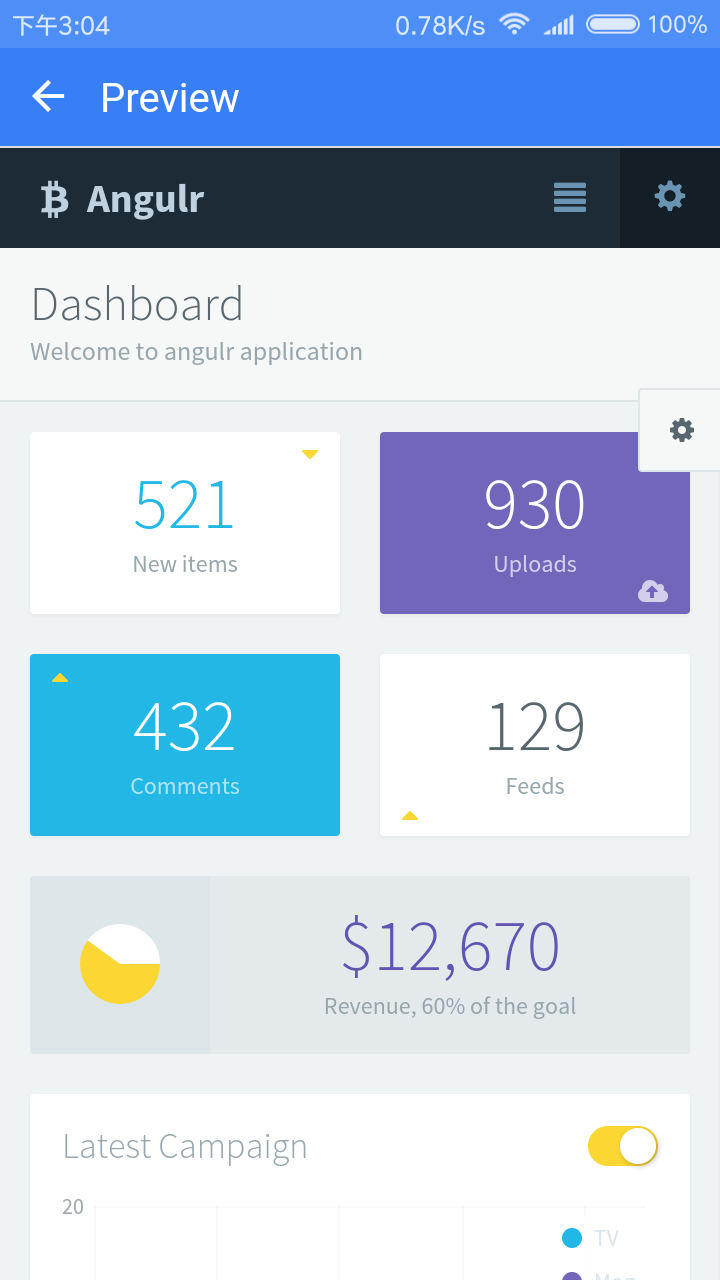 下午3:04 0.78K/s 100%
Preview
Angulr
Dashboard
Welcome to angulr application
521
New items
930
Uploads
432
Comments
129
Feeds
$12,670
Revenue, 60% of the goal
Latest Campaign
20
TV